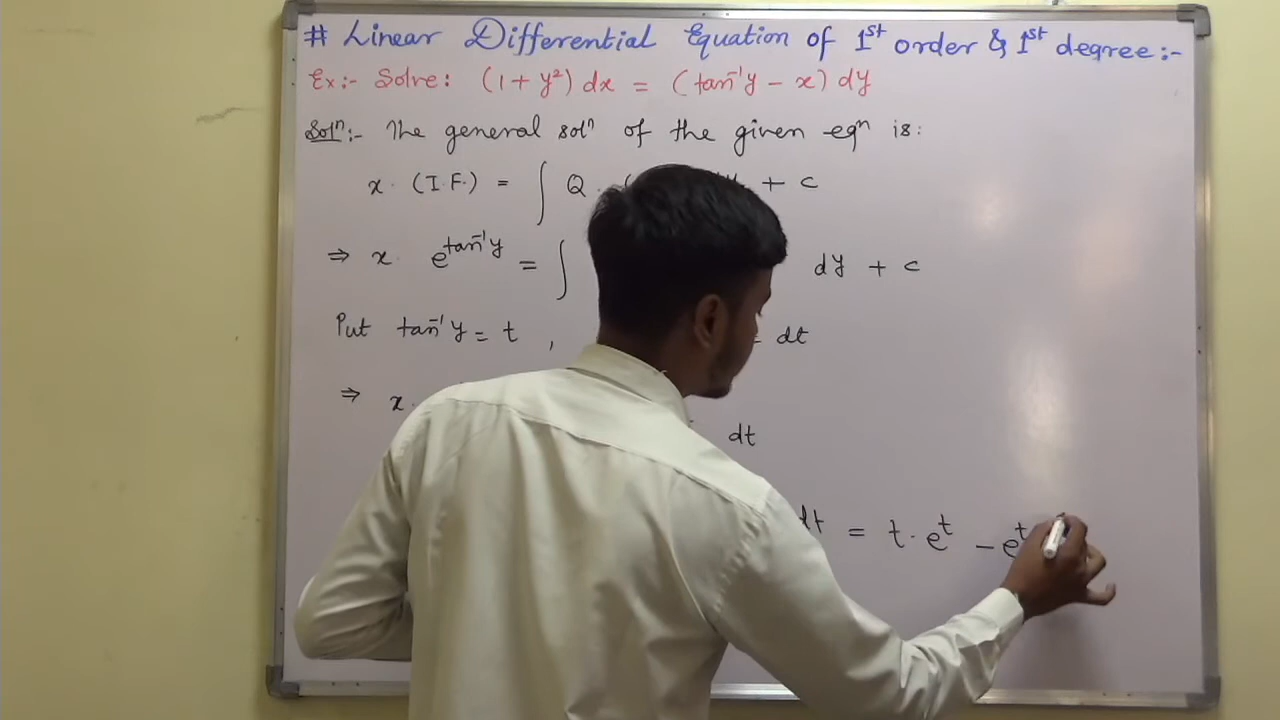 # Linear Differential Equation of 1st order & 1st degree:-
Ex:- Solve: (1 + y²) dx = (tan⁻¹y - x) dy
Solⁿ:- The general solⁿ of the given eqⁿ is:
x. (I.F.) = ∫ Q. + c
⇒ x. e^tan⁻¹y = ∫ dy + c
Put tan⁻¹y = t , = dt
⇒ x.
dt
dt = t. e^t - e^t